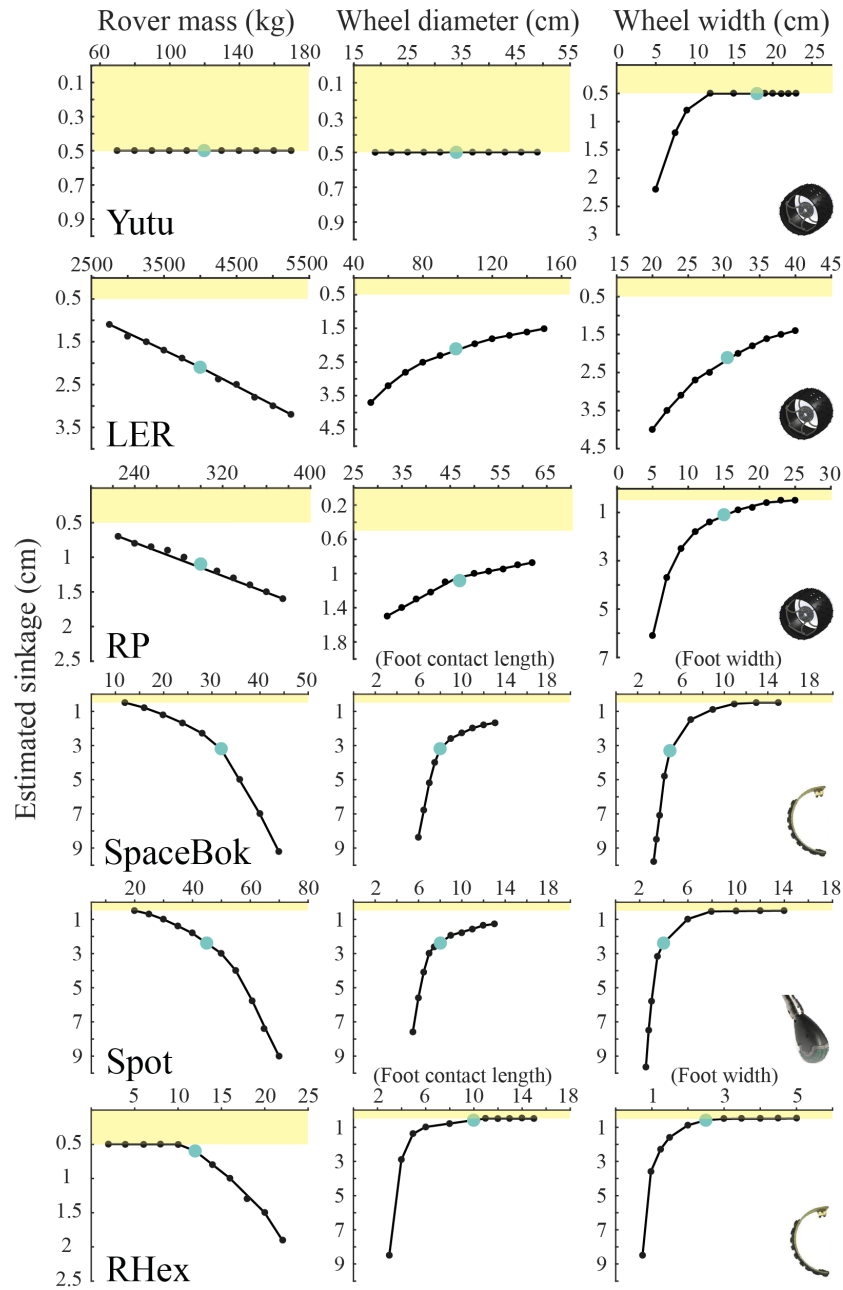 Rover mass (kg) Wheel diameter (cm) Wheel width (cm)
60 100 140 180 15 25 35 45 55 0 5 10 15 20 25
0.1 0.3 0.5 0.7 0.9
0.1 0.3 0.5 0.7 0.9
0.5 1 1.5 2 2.5 3
Yutu
2500 3500 4500 5500 40 80 120 160 15 20 25 30 35 40 45
0.5 1.5 2.5 3.5
0.5 1.5 2.5 3.5 4.5
0.5 1.5 2.5 3.5 4.5
LER
240 320 400 25 35 45 55 65 0 5 10 15 20 25 30
0.5 1 1.5 2 2.5
0.2 0.6 1 1.4 1.8
1 3 5 7
RP
Estimated sinkage (cm)
(Foot contact length) (Foot width)
10 20 30 40 50 2 6 10 14 18 2 6 10 15 19
1 3 5 7 9
1 3 5 7 9
1 3 5 7 9
SpaceBok
20 40 60 80 2 6 10 14 18 2 6 10 14 18
1 3 5 7 9
1 3 5 7 9
1 3 5 7 9
Spot
(Foot contact length) (Foot width)
5 10 15 20 25 2 6 10 14 18 1 3 5
0.5 1 1.5 2 2.5
1 3 5 7 9
1 3 5 7 9
RHex